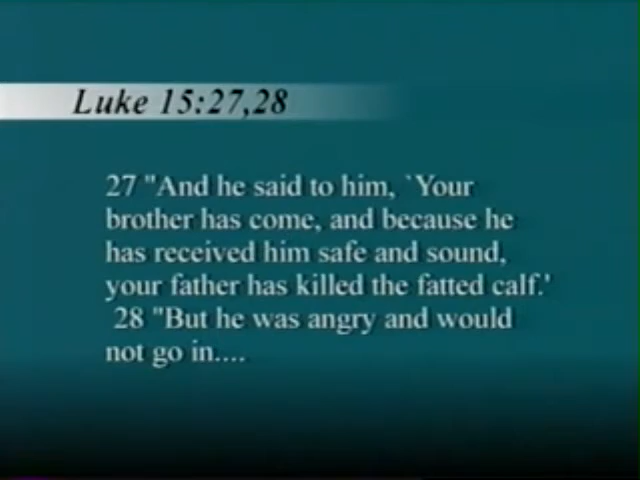 Luke 15:27,28
27 "And he said to him, `Your
brother has come, and because he
has received him safe and sound,
your father has killed the fatted calf.'
28 "But he was angry and would
not go in....